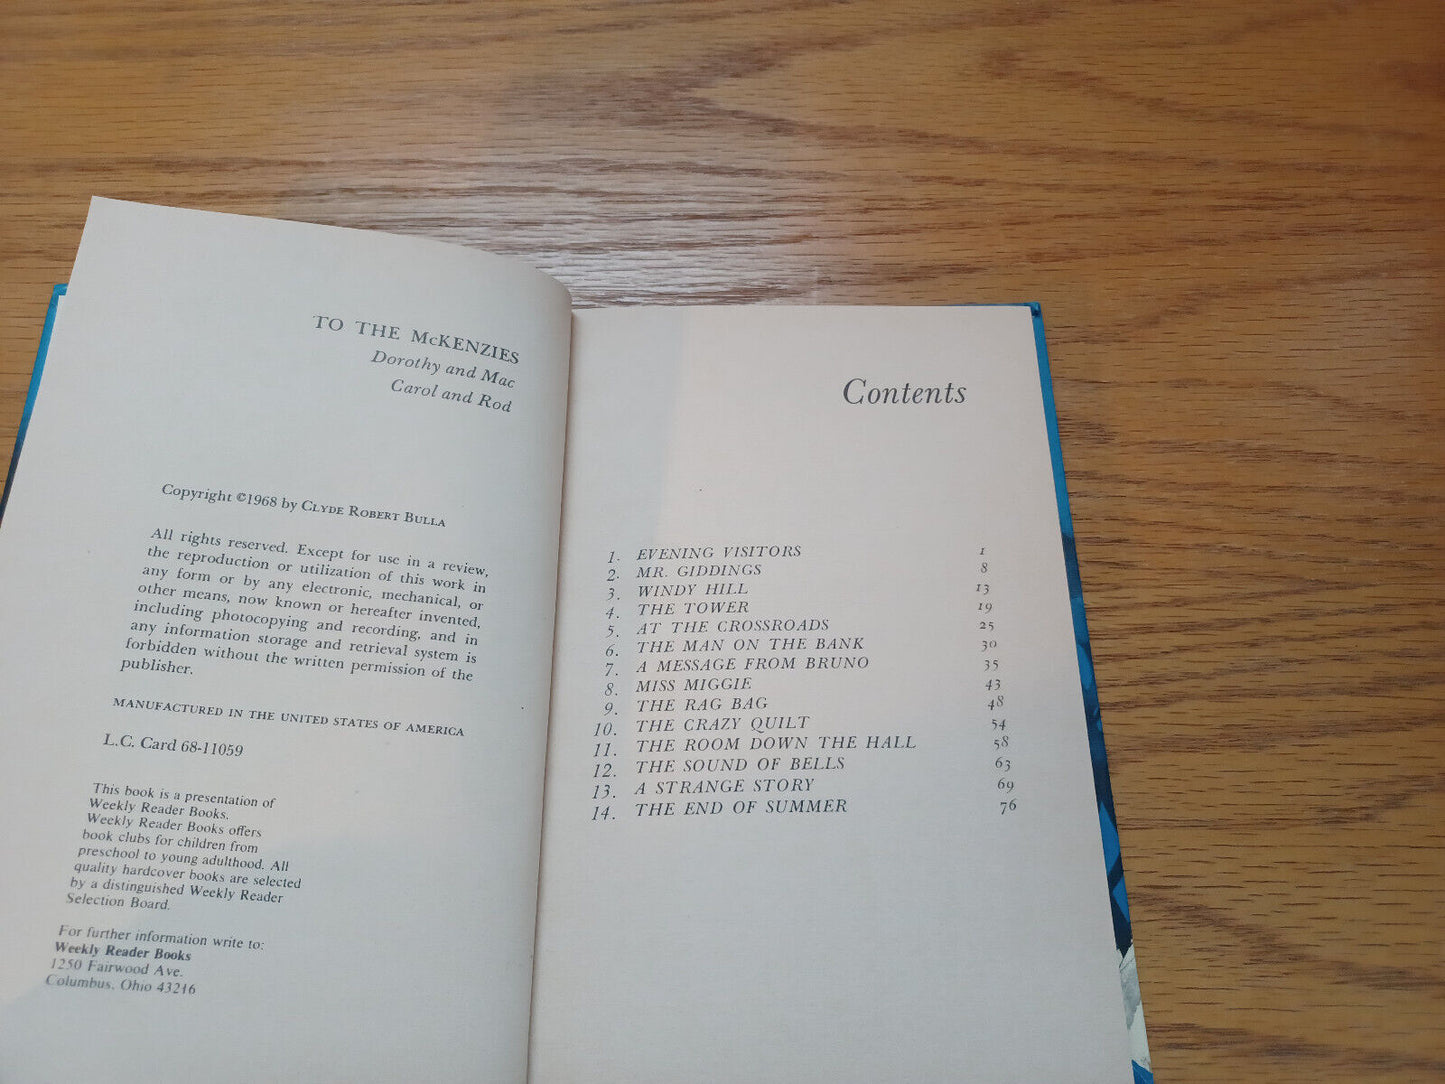 TO THE McKENZIES
Dorothy and Mac
Carol and Rod
Copyright ©1968 by CLYDE ROBERT BULLA
All rights reserved. Except for use in a review,
the reproduction or utilization of this work in
any form or by any electronic, mechanical, or
other means, now known or hereafter invented,
including photocopying and recording, and in
any information storage and retrieval system is
forbidden without the written permission of the
publisher.
MANUFACTURED IN THE UNITED STATES OF AMERICA
L.C. Card 68-11059
This book is a presentation of
Weekly Reader Books.
Weekly Reader Books offers
book clubs for children from
preschool to young adulthood. All
quality hardcover books are selected
by a distinguished Weekly Reader
Selection Board.
For further information write to:
Weekly Reader Books
1250 Fairwood Ave.
Columbus, Ohio 43216
Contents
1. EVENING VISITORS 1
2. MR. GIDDINGS 8
3. WINDY HILL 13
4. THE TOWER 19
5. AT THE CROSSROADS 25
6. THE MAN ON THE BANK 30
7. A MESSAGE FROM BRUNO 35
8. MISS MIGGIE 43
9. THE RAG BAG 48
10. THE CRAZY QUILT 54
11. THE ROOM DOWN THE HALL 58
12. THE SOUND OF BELLS 63
13. A STRANGE STORY 69
14. THE END OF SUMMER 76